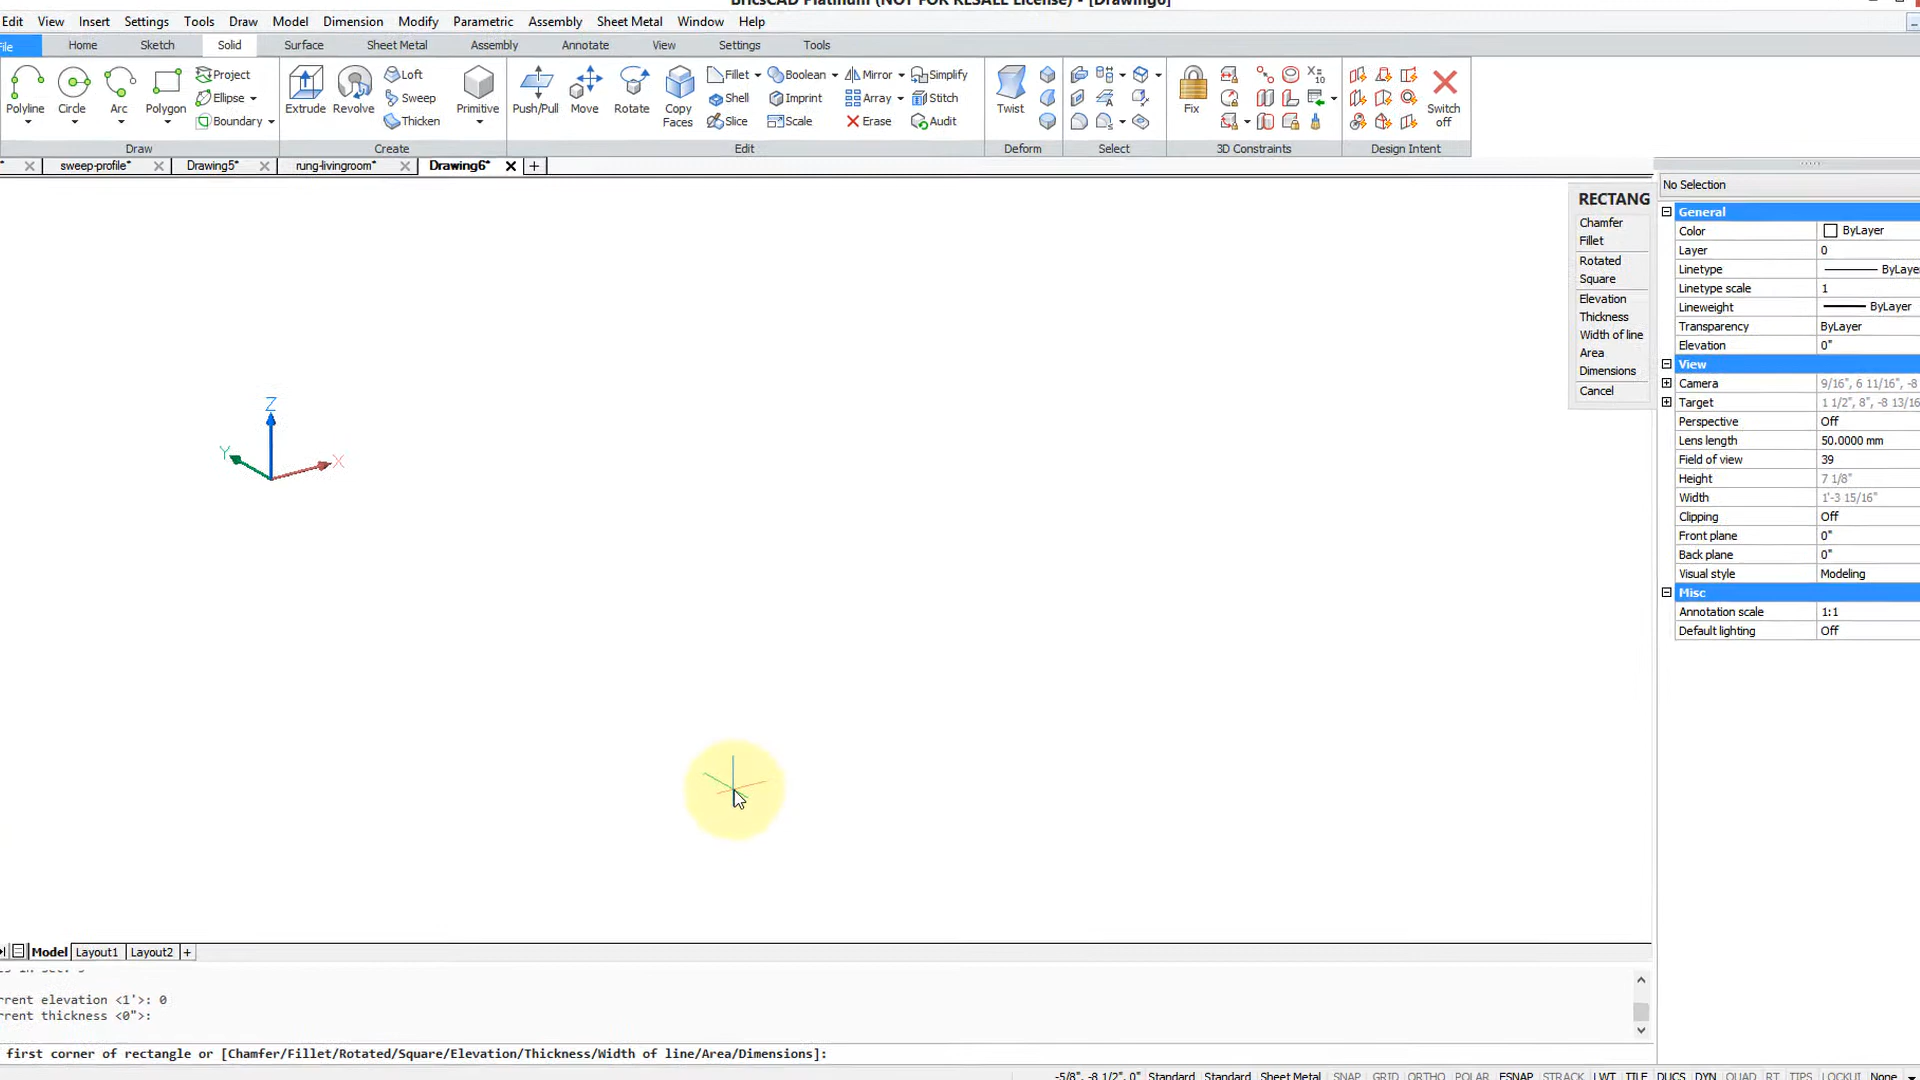 BricsCAD Platinum (NOT FOR RESALE License) - [Drawing6]
Edit View Insert Settings Tools Draw Model Dimension Modify Parametric Assembly Sheet Metal Window Help
File Home Sketch Solid Surface Sheet Metal Assembly Annotate View Settings Tools
Polyline Circle Arc Polygon Project Ellipse Boundary
Draw
Extrude Revolve Loft Sweep Thicken Primitive
Create
Push/Pull Move Rotate Copy Faces Fillet Shell Slice Boolean Imprint Scale Mirror Array Erase Simplify Stitch Audit
Edit
Twist
Deform
Select
Fix
3D Constraints
Switch off
Design Intent
sweep-profile* Drawing5* rung-livingroom* Drawing6*
RECTANG
Chamfer
Fillet
Rotated
Square
Elevation
Thickness
Width of line
Area
Dimensions
Cancel
No Selection
General
Color ByLayer
Layer 0
Linetype ByLaye
Linetype scale 1
Lineweight ByLayer
Transparency ByLayer
Elevation 0"
View
Camera 9/16", 6 11/16", -8
Target 1 1/2", 8", -8 13/16
Perspective Off
Lens length 50.0000 mm
Field of view 39
Height 7 1/8"
Width 1'-3 15/16"
Clipping Off
Front plane 0"
Back plane 0"
Visual style Modeling
Misc
Annotation scale 1:1
Default lighting Off
Z
Y X
Model Layout1 Layout2 +
rrent elevation <1'>: 0
rrent thickness <0">:
first corner of rectangle or [Chamfer/Fillet/Rotated/Square/Elevation/Thickness/Width of line/Area/Dimensions]:
-5/8", -8 1/2", 0" Standard Standard Sheet Metal SNAP GRID ORTHO POLAR ESNAP STRACK LWT TILE DUCS DYN QUAD RT TIPS LOCKUI None